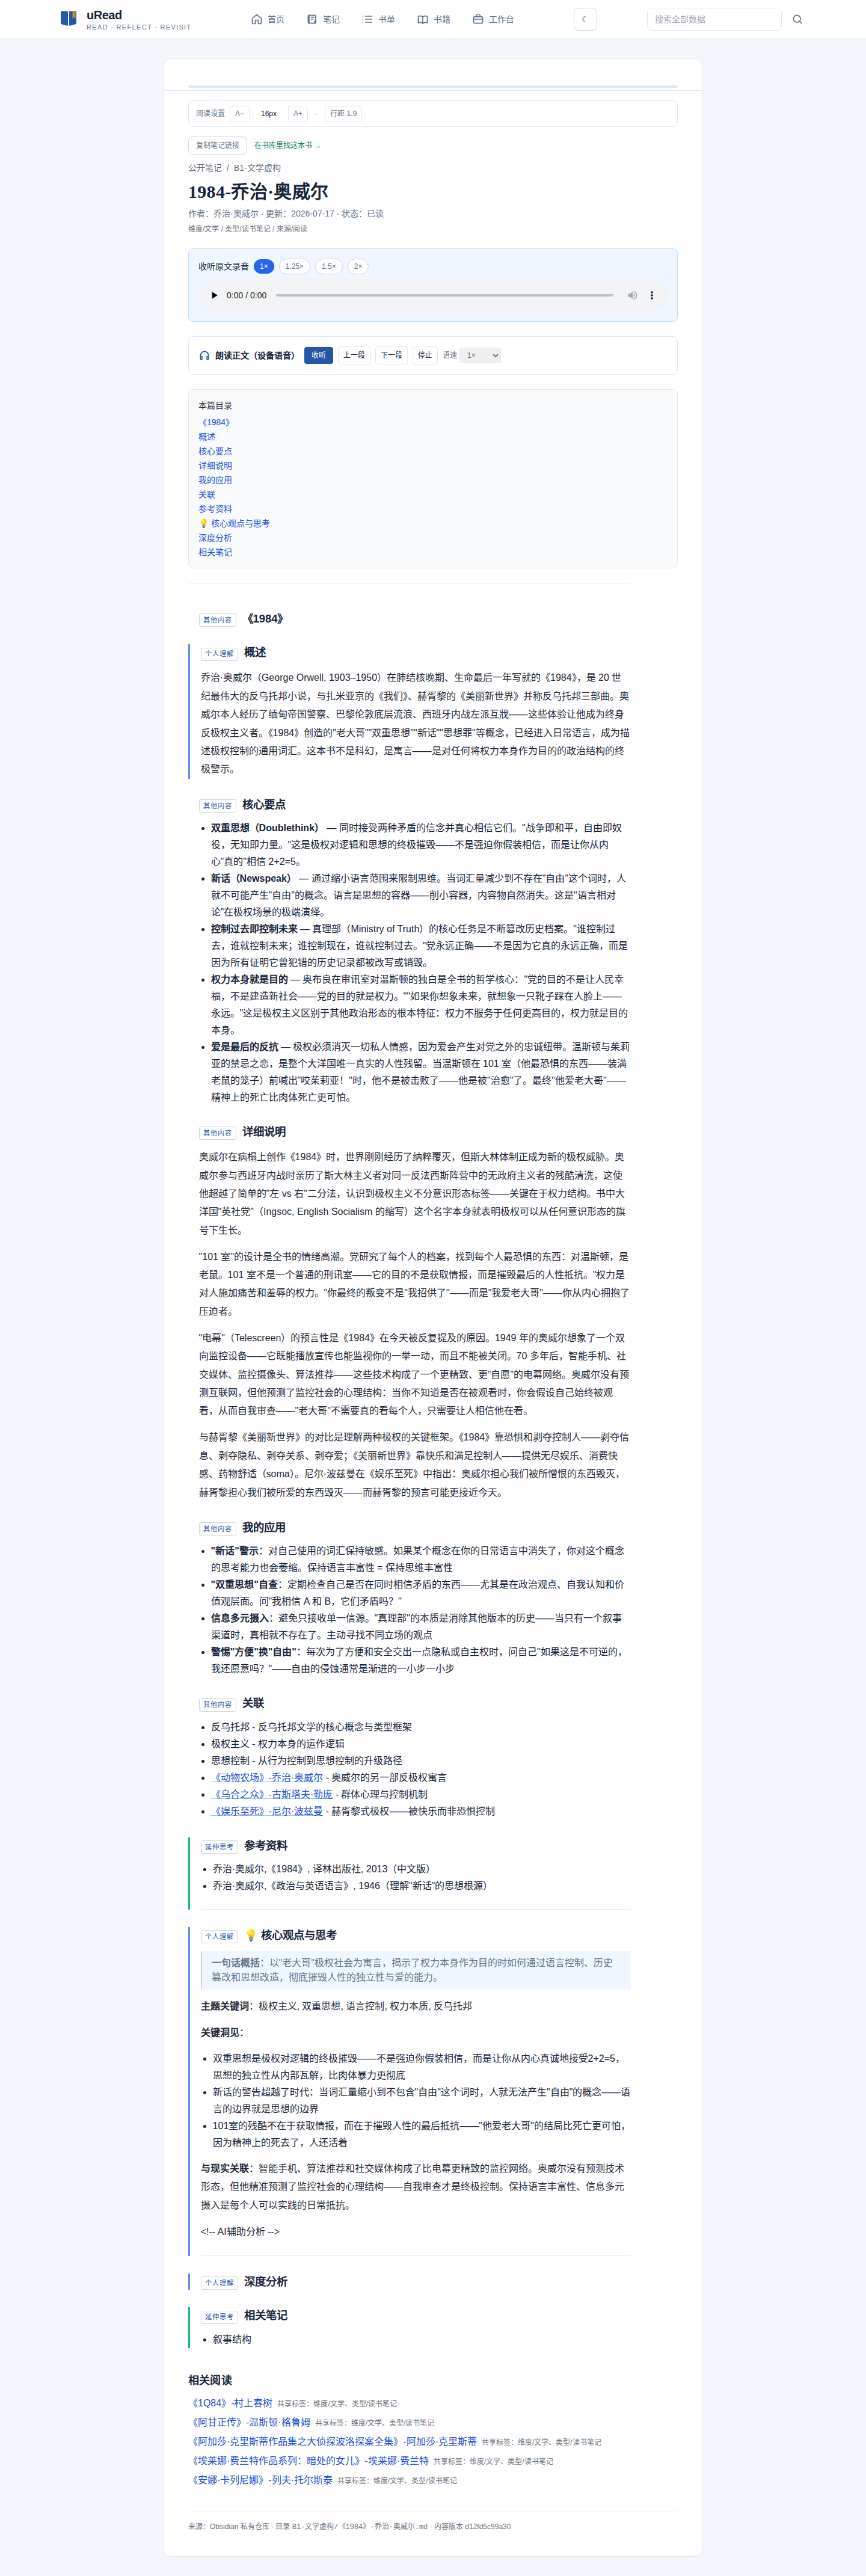 uRead
READ · REFLECT · REVISIT
首页
笔记
书单
书籍
工作台
搜索全部数据
阅读设置 A− 16px A+ · 行距 1.9
复制笔记链接 在书库里找这本书 →
公开笔记 / B1-文学虚构
1984-乔治·奥威尔
作者：乔治·奥威尔 · 更新：2026-07-17 · 状态：已读
维度/文学 / 类型/读书笔记 / 来源/阅读
收听原文录音 1× 1.25× 1.5× 2×
0:00 / 0:00
朗读正文（设备语音） 收听 上一段 下一段 停止 语速 1×
本篇目录
《1984》
概述
核心要点
详细说明
我的应用
关联
参考资料
💡 核心观点与思考
深度分析
相关笔记
其他内容 《1984》
个人理解 概述
乔治·奥威尔（George Orwell, 1903–1950）在肺结核晚期、生命最后一年写就的《1984》，是 20 世
纪最伟大的反乌托邦小说，与扎米亚京的《我们》、赫胥黎的《美丽新世界》并称反乌托邦三部曲。奥
威尔本人经历了缅甸帝国警察、巴黎伦敦底层流浪、西班牙内战左派互戕——这些体验让他成为终身
反极权主义者。《1984》创造的"老大哥""双重思想""新话""思想罪"等概念，已经进入日常语言，成为描
述极权控制的通用词汇。这本书不是科幻，是寓言——是对任何将权力本身作为目的的政治结构的终
极警示。
其他内容 核心要点
• 双重思想（Doublethink） — 同时接受两种矛盾的信念并真心相信它们。"战争即和平，自由即奴
役，无知即力量。"这是极权对逻辑和思想的终极摧毁——不是强迫你假装相信，而是让你从内
心"真的"相信 2+2=5。
• 新话（Newspeak） — 通过缩小语言范围来限制思维。当词汇量减少到不存在"自由"这个词时，人
就不可能产生"自由"的概念。语言是思想的容器——削小容器，内容物自然消失。这是"语言相对
论"在极权场景的极端演绎。
• 控制过去即控制未来 — 真理部（Ministry of Truth）的核心任务是不断篡改历史档案。"谁控制过
去，谁就控制未来；谁控制现在，谁就控制过去。"党永远正确——不是因为它真的永远正确，而是
因为所有证明它曾犯错的历史记录都被改写或销毁。
• 权力本身就是目的 — 奥布良在审讯室对温斯顿的独白是全书的哲学核心："党的目的不是让人民幸
福，不是建造新社会——党的目的就是权力。""如果你想象未来，就想象一只靴子踩在人脸上——
永远。"这是极权主义区别于其他政治形态的根本特征：权力不服务于任何更高目的，权力就是目的
本身。
• 爱是最后的反抗 — 极权必须消灭一切私人情感，因为爱会产生对党之外的忠诚纽带。温斯顿与茱莉
亚的禁忌之恋，是整个大洋国唯一真实的人性残留。当温斯顿在 101 室（他最恐惧的东西——装满
老鼠的笼子）前喊出"咬茱莉亚！"时，他不是被击败了——他是被"治愈"了。最终"他爱老大哥"——
精神上的死亡比肉体死亡更可怕。
其他内容 详细说明
奥威尔在病榻上创作《1984》时，世界刚刚经历了纳粹覆灭，但斯大林体制正成为新的极权威胁。奥
威尔参与西班牙内战时亲历了斯大林主义者对同一反法西斯阵营中的无政府主义者的残酷清洗，这使
他超越了简单的"左 vs 右"二分法，认识到极权主义不分意识形态标签——关键在于权力结构。书中大
洋国"英社党"（Ingsoc, English Socialism 的缩写）这个名字本身就表明极权可以从任何意识形态的旗
号下生长。
"101 室"的设计是全书的情绪高潮。党研究了每个人的档案，找到每个人最恐惧的东西：对温斯顿，是
老鼠。101 室不是一个普通的刑讯室——它的目的不是获取情报，而是摧毁最后的人性抵抗。"权力是
对人施加痛苦和羞辱的权力。"你最终的叛变不是"我招供了"——而是"我爱老大哥"——你从内心拥抱了
压迫者。
"电幕"（Telescreen）的预言性是《1984》在今天被反复提及的原因。1949 年的奥威尔想象了一个双
向监控设备——它既能播放宣传也能监视你的一举一动，而且不能被关闭。70 多年后，智能手机、社
交媒体、监控摄像头、算法推荐——这些技术构成了一个更精致、更"自愿"的电幕网络。奥威尔没有预
测互联网，但他预测了监控社会的心理结构：当你不知道是否在被观看时，你会假设自己始终被观
看，从而自我审查——"老大哥"不需要真的看每个人，只需要让人相信他在看。
与赫胥黎《美丽新世界》的对比是理解两种极权的关键框架。《1984》靠恐惧和剥夺控制人——剥夺信
息、剥夺隐私、剥夺关系、剥夺爱；《美丽新世界》靠快乐和满足控制人——提供无尽娱乐、消费快
感、药物舒适（soma）。尼尔·波兹曼在《娱乐至死》中指出：奥威尔担心我们被所憎恨的东西毁灭，
赫胥黎担心我们被所爱的东西毁灭——而赫胥黎的预言可能更接近今天。
其他内容 我的应用
• "新话"警示：对自己使用的词汇保持敏感。如果某个概念在你的日常语言中消失了，你对这个概念
的思考能力也会萎缩。保持语言丰富性 = 保持思维丰富性
• "双重思想"自查：定期检查自己是否在同时相信矛盾的东西——尤其是在政治观点、自我认知和价
值观层面。问"我相信 A 和 B，它们矛盾吗？"
• 信息多元摄入：避免只接收单一信源。"真理部"的本质是消除其他版本的历史——当只有一个叙事
渠道时，真相就不存在了。主动寻找不同立场的观点
• 警惕"方便"换"自由"：每次为了方便和安全交出一点隐私或自主权时，问自己"如果这是不可逆的，
我还愿意吗？"——自由的侵蚀通常是渐进的一小步一小步
其他内容 关联
• 反乌托邦 - 反乌托邦文学的核心概念与类型框架
• 极权主义 - 权力本身的运作逻辑
• 思想控制 - 从行为控制到思想控制的升级路径
• 《动物农场》-乔治·奥威尔 - 奥威尔的另一部反极权寓言
• 《乌合之众》-古斯塔夫·勒庞 - 群体心理与控制机制
• 《娱乐至死》-尼尔·波兹曼 - 赫胥黎式极权——被快乐而非恐惧控制
延伸思考 参考资料
• 乔治·奥威尔,《1984》, 译林出版社, 2013（中文版）
• 乔治·奥威尔,《政治与英语语言》, 1946（理解"新话"的思想根源）
个人理解 💡 核心观点与思考
一句话概括：以"老大哥"极权社会为寓言，揭示了权力本身作为目的时如何通过语言控制、历史
篡改和思想改造，彻底摧毁人性的独立性与爱的能力。
主题关键词：极权主义, 双重思想, 语言控制, 权力本质, 反乌托邦
关键洞见：
• 双重思想是极权对逻辑的终极摧毁——不是强迫你假装相信，而是让你从内心真诚地接受2+2=5，
思想的独立性从内部瓦解，比肉体暴力更彻底
• 新话的警告超越了时代：当词汇量缩小到不包含"自由"这个词时，人就无法产生"自由"的概念——语
言的边界就是思想的边界
• 101室的残酷不在于获取情报，而在于摧毁人性的最后抵抗——"他爱老大哥"的结局比死亡更可怕，
因为精神上的死去了，人还活着
与现实关联：智能手机、算法推荐和社交媒体构成了比电幕更精致的监控网络。奥威尔没有预测技术
形态，但他精准预测了监控社会的心理结构——自我审查才是终极控制。保持语言丰富性、信息多元
摄入是每个人可以实践的日常抵抗。
<!-- AI辅助分析 -->
个人理解 深度分析
延伸思考 相关笔记
• 叙事结构
相关阅读
《1Q84》-村上春树 共享标签：维度/文学、类型/读书笔记
《阿甘正传》-温斯顿·格鲁姆 共享标签：维度/文学、类型/读书笔记
《阿加莎·克里斯蒂作品集之大侦探波洛探案全集》-阿加莎·克里斯蒂 共享标签：维度/文学、类型/读书笔记
《埃莱娜·费兰特作品系列：暗处的女儿》-埃莱娜·费兰特 共享标签：维度/文学、类型/读书笔记
《安娜·卡列尼娜》-列夫·托尔斯泰 共享标签：维度/文学、类型/读书笔记
来源：Obsidian 私有仓库 · 目录 B1-文学虚构/《1984》-乔治·奥威尔.md · 内容版本 d12fd5c99a30